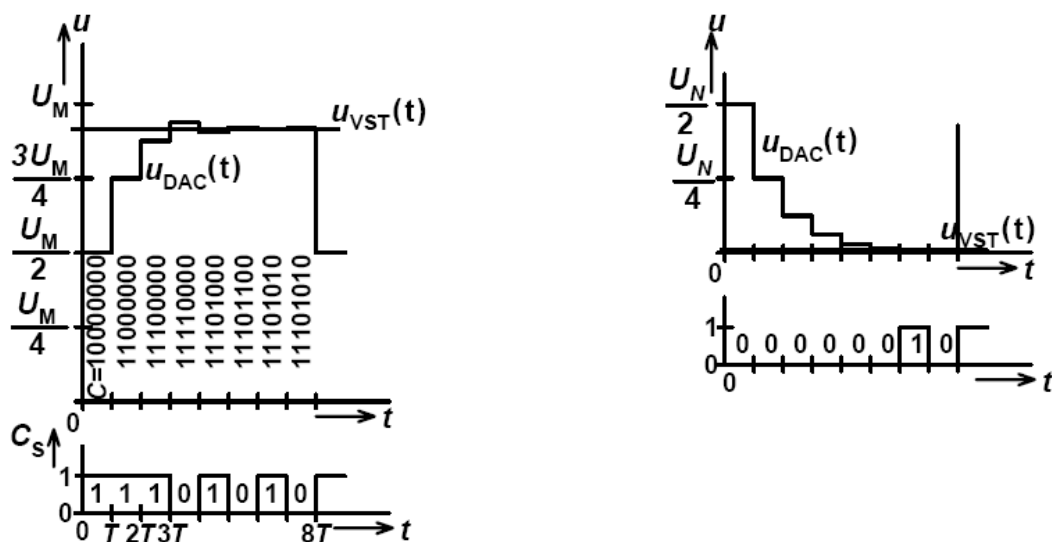 u
U_M
u_VST(t)
3U_M
4
u_DAC(t)
U_M
2
U_M
4
C=10000000
11000000
11100000
11110000
11101000
11101100
11101010
11101010
0
t
C_S
1
0
1 1 1 0 1 0 1 0
0 T 2T 3T 8T
t
u
U_N
2
u_DAC(t)
U_N
4
u_VST(t)
0
t
1
0
0 0 0 0 0 0 1 0
0
t